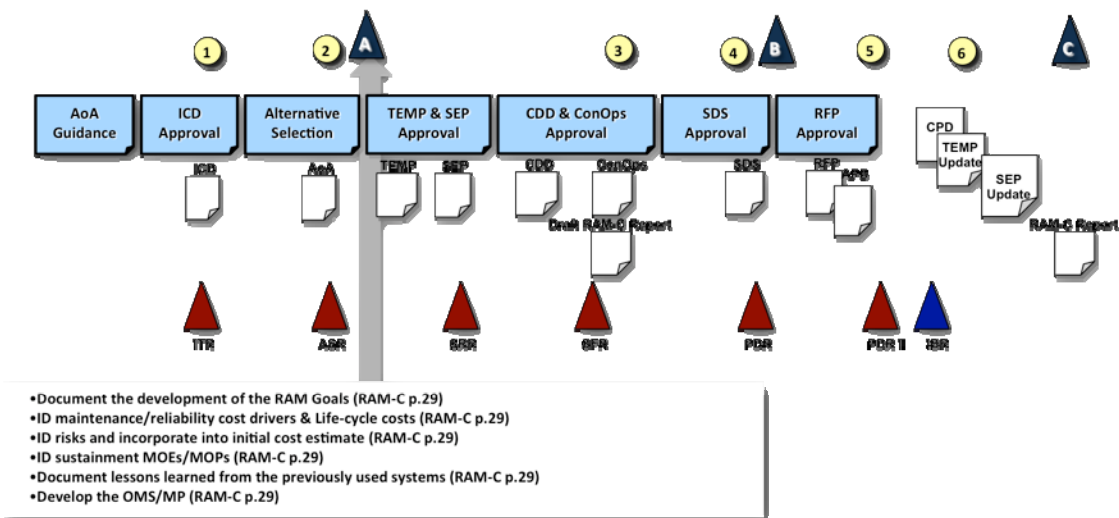 1
2
A
3
4
B
5
6
C
AoA
Guidance
ICD
Approval
Alternative
Selection
TEMP & SEP
Approval
CDD & ConOps
Approval
SDS
Approval
RFP
Approval
ICD
AoA
TEMP
SEP
CDD
ConOps
SDS
RFP
APB
CPD
TEMP
Update
SEP
Update
Draft RAM-C Report
RAM-C Report
ITR
ASR
SRR
SFR
PDR
PDR II
IBR
•Document the development of the RAM Goals (RAM-C p.29)
•ID maintenance/reliability cost drivers & Life-cycle costs (RAM-C p.29)
•ID risks and incorporate into initial cost estimate (RAM-C p.29)
•ID sustainment MOEs/MOPs (RAM-C p.29)
•Document lessons learned from the previously used systems (RAM-C p.29)
•Develop the OMS/MP (RAM-C p.29)